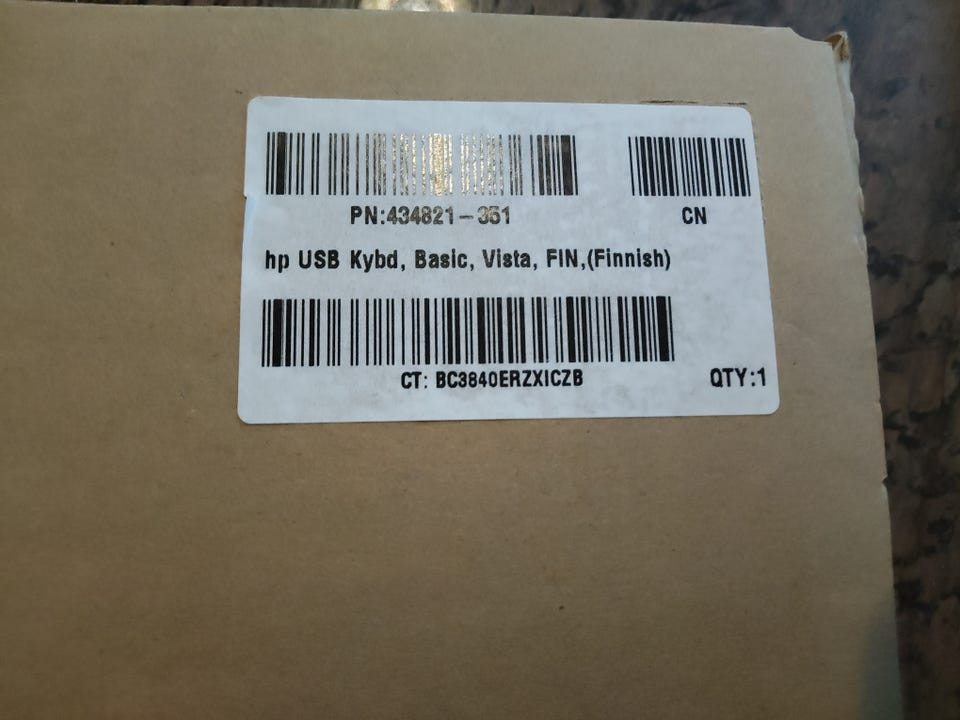 PN:434821-351
CN
hp USB Kybd, Basic, Vista, FIN,(Finnish)
CT: BC3840ERZXICZB
QTY:1